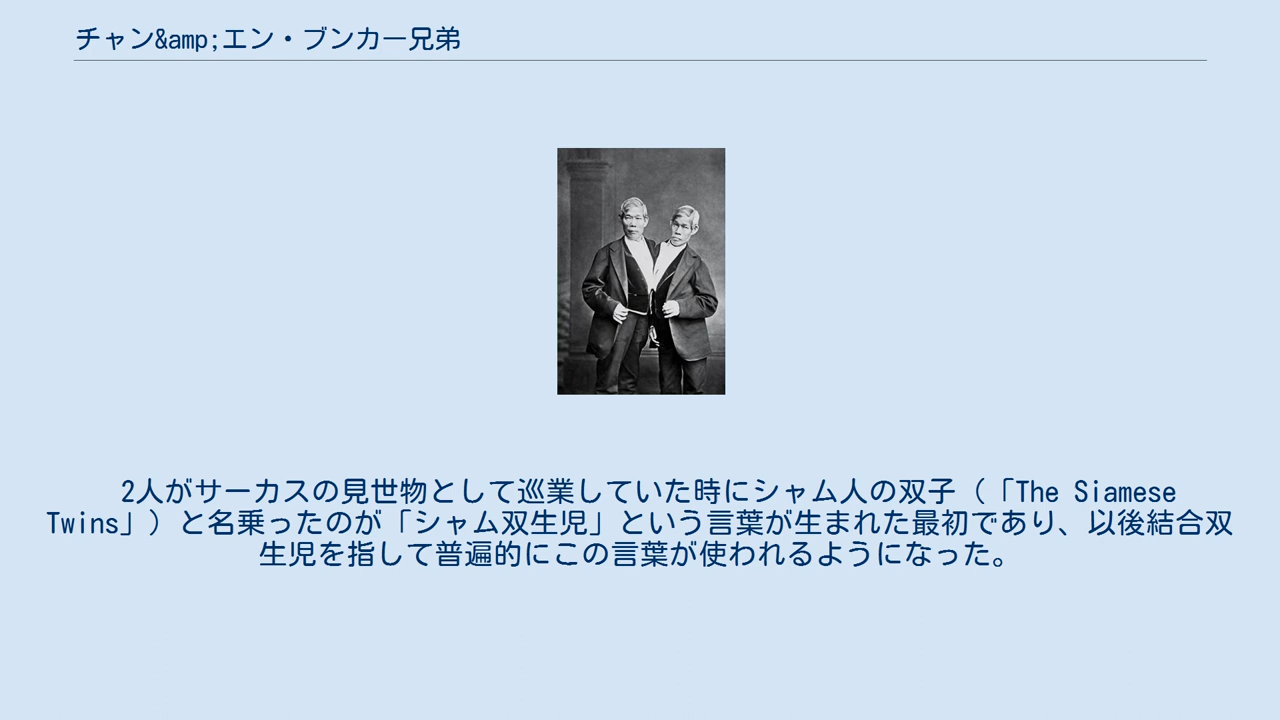 チャン&amp;エン・ブンカー兄弟
2人がサーカスの見世物として巡業していた時にシャム人の双子（「The Siamese
Twins」）と名乗ったのが「シャム双生児」という言葉が生まれた最初であり、以後結合双
生児を指して普遍的にこの言葉が使われるようになった。